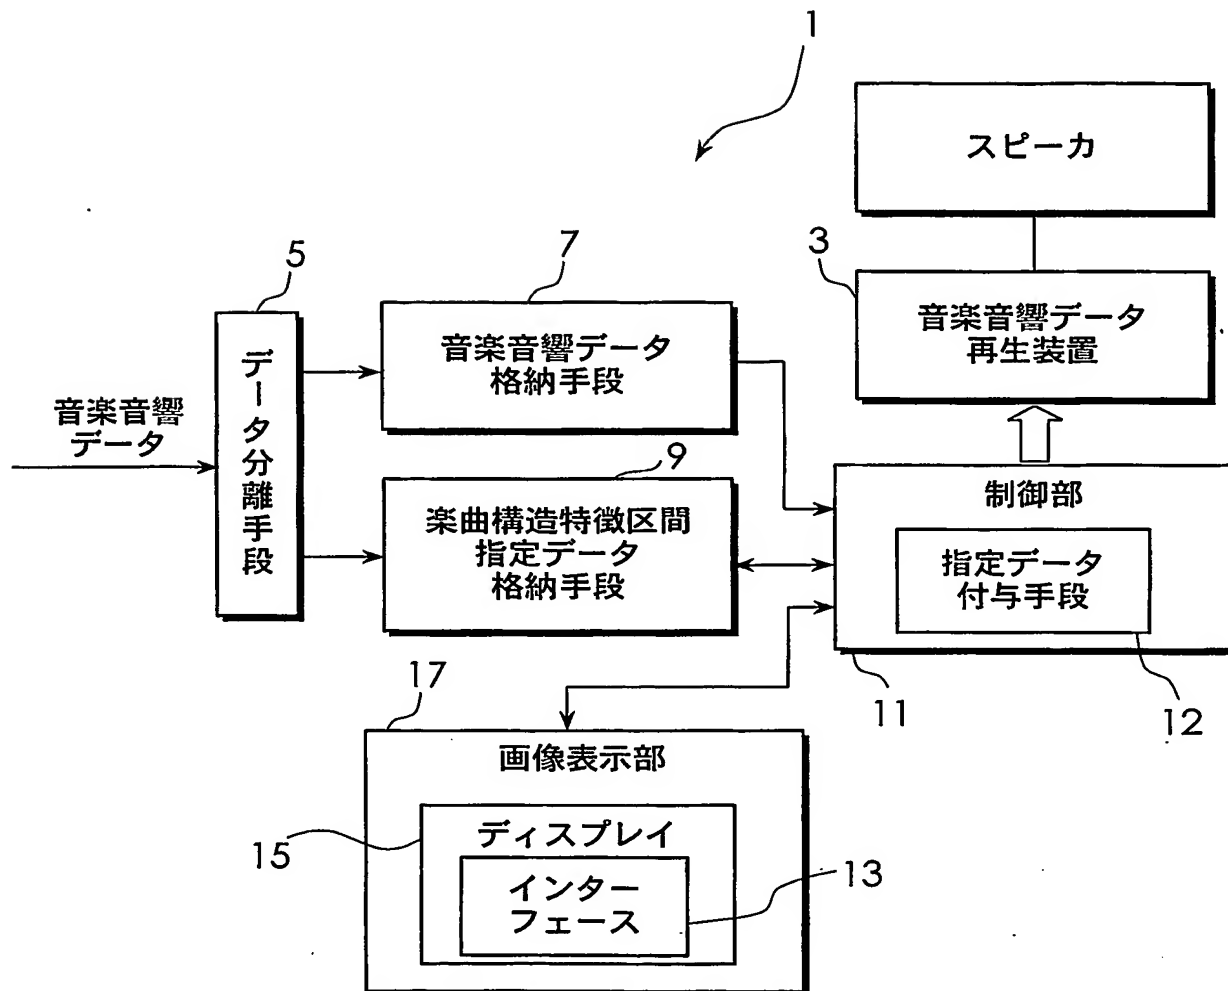 1
スピーカ
3
音楽音響データ
再生装置
5
データ分離手段
7
音楽音響データ
格納手段
音楽音響
データ
9
楽曲構造特徴区間
指定データ
格納手段
制御部
指定データ
付与手段
11
12
17
画像表示部
15
ディスプレイ
インター
フェース
13